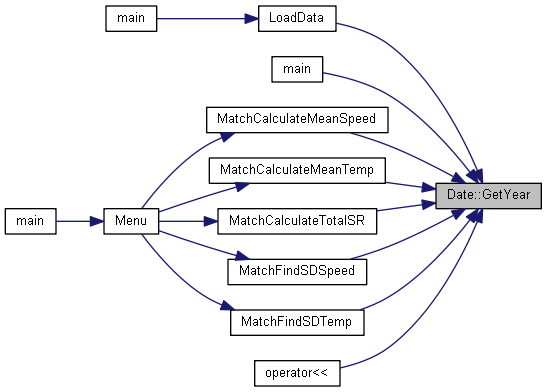 main
LoadData
main
MatchCalculateMeanSpeed
MatchCalculateMeanTemp
Date::GetYear
main
Menu
MatchCalculateTotalSR
MatchFindSDSpeed
MatchFindSDTemp
operator<<